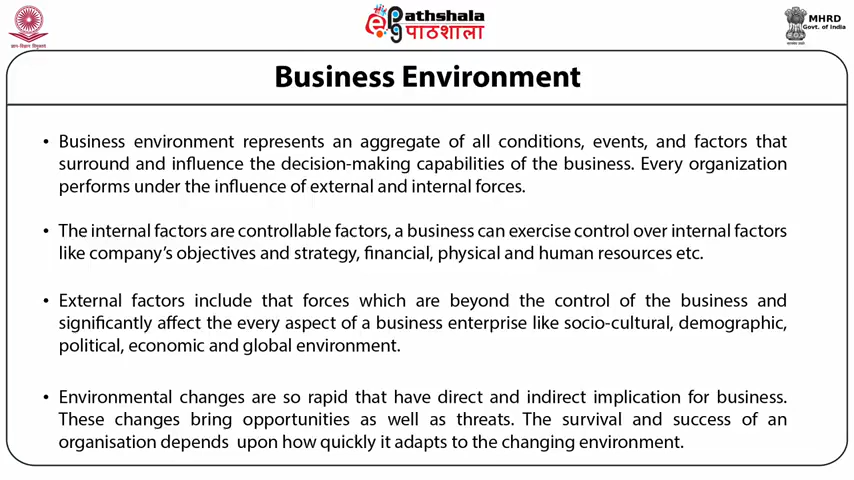 ज्ञान-विज्ञान विमुक्तये
ePathshala
पाठशाला
MHRD
Govt. of India
Business Environment
• Business environment represents an aggregate of all conditions, events, and factors that
surround and influence the decision-making capabilities of the business. Every organization
performs under the influence of external and internal forces.
• The internal factors are controllable factors, a business can exercise control over internal factors
like company's objectives and strategy, financial, physical and human resources etc.
• External factors include that forces which are beyond the control of the business and
significantly affect the every aspect of a business enterprise like socio-cultural, demographic,
political, economic and global environment.
• Environmental changes are so rapid that have direct and indirect implication for business.
These changes bring opportunities as well as threats. The survival and success of an
organisation depends upon how quickly it adapts to the changing environment.